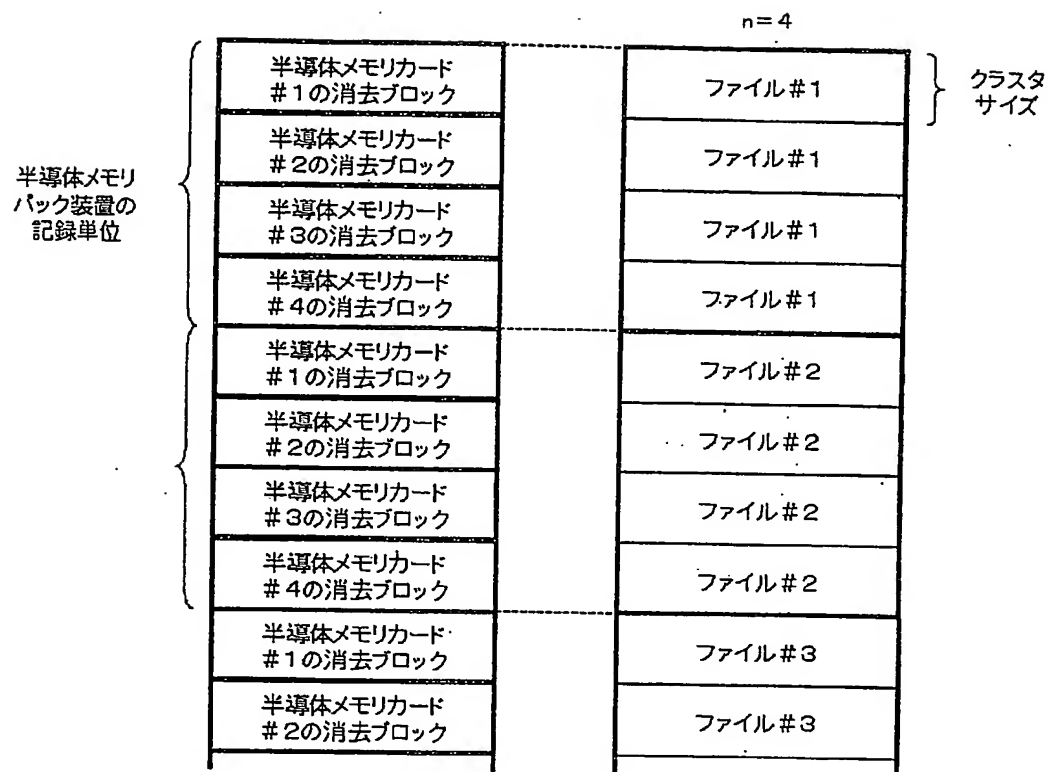 n=4
半導体メモリカード
#1の消去ブロック
ファイル#1
クラスタ
サイズ
半導体メモリカード
#2の消去ブロック
ファイル#1
半導体メモリ
パック装置の
記録単位
半導体メモリカード
#3の消去ブロック
ファイル#1
半導体メモリカード
#4の消去ブロック
ファイル#1
半導体メモリカード
#1の消去ブロック
ファイル#2
半導体メモリカード
#2の消去ブロック
ファイル#2
半導体メモリカード
#3の消去ブロック
ファイル#2
半導体メモリカード
#4の消去ブロック
ファイル#2
半導体メモリカード
#1の消去ブロック
ファイル#3
半導体メモリカード
#2の消去ブロック
ファイル#3